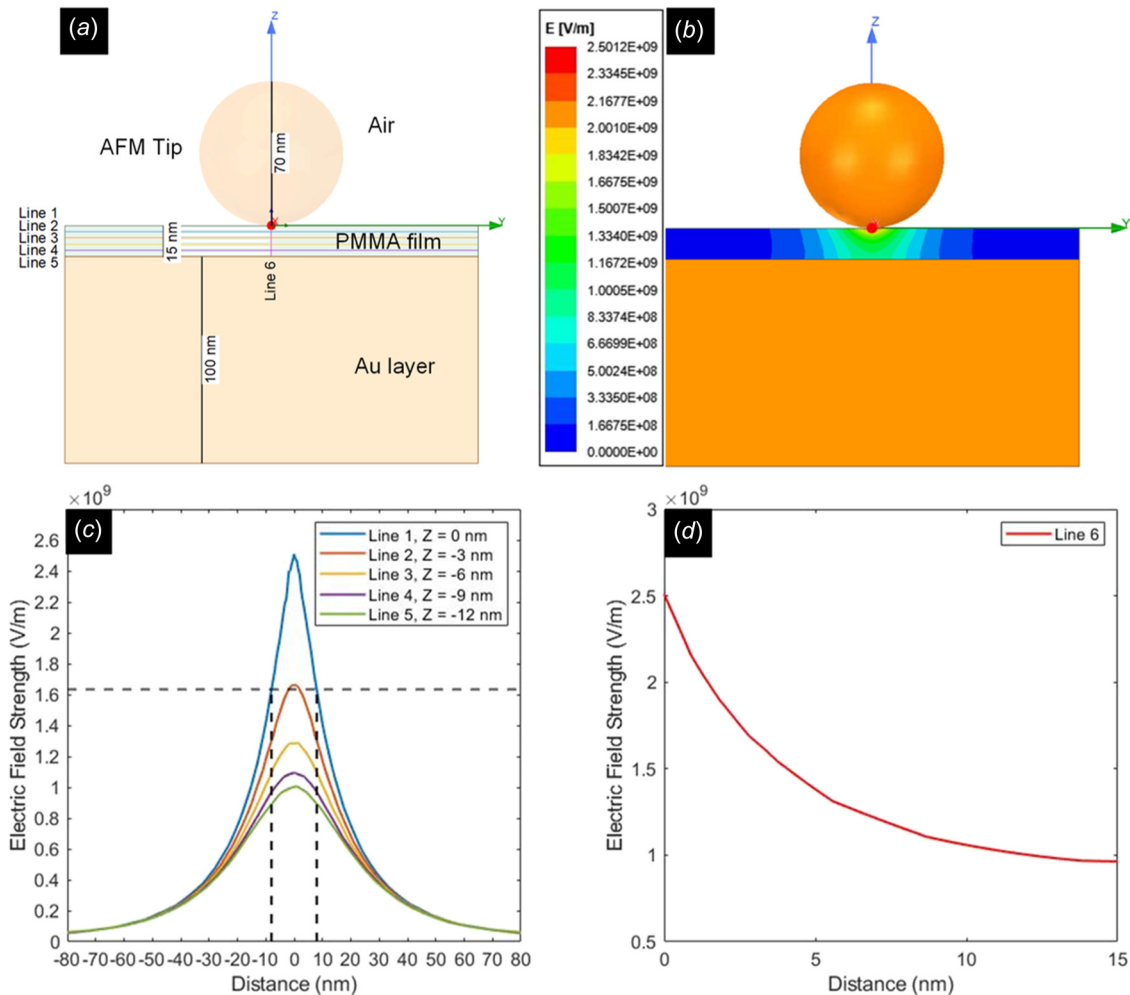 (a)
Z
AFM Tip
Air
70 nm
Line 1
Line 2
Line 3
Line 4
Line 5
15 nm
PMMA film
Y
Line 6
100 nm
Au layer
E [V/m]
2.5012E+09
2.3345E+09
2.1677E+09
2.0010E+09
1.8342E+09
1.6675E+09
1.5007E+09
1.3340E+09
1.1672E+09
1.0005E+09
8.3374E+08
6.6699E+08
5.0024E+08
3.3350E+08
1.6675E+08
0.0000E+00
(b)
Z
Y
(c)
×10⁹
Line 1, Z = 0 nm
Line 2, Z = -3 nm
Line 3, Z = -6 nm
Line 4, Z = -9 nm
Line 5, Z = -12 nm
Electric Field Strength (V/m)
2.6
2.4
2.2
2
1.8
1.6
1.4
1.2
1
0.8
0.6
0.4
0.2
0
-80 -70 -60 -50 -40 -30 -20 -10 0 10 20 30 40 50 60 70 80
Distance (nm)
(d)
×10⁹
Line 6
Electric Field Strength (V/m)
3
2.5
2
1.5
1
0.5
0 5 10 15
Distance (nm)